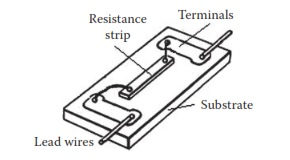 Resistance
strip
Terminals
Substrate
Lead wires